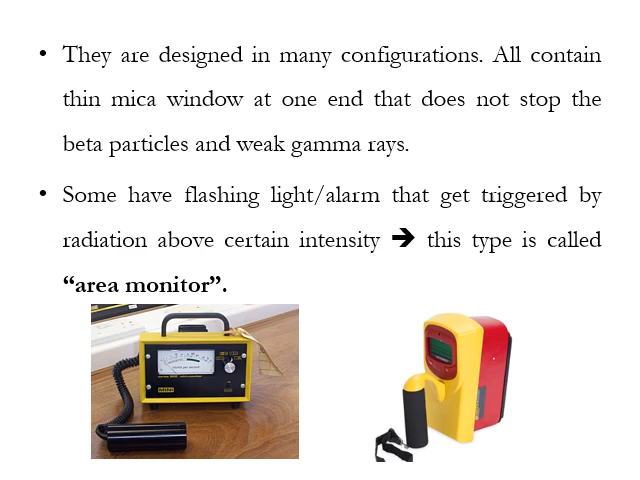 • They are designed in many configurations. All contain
thin mica window at one end that does not stop the
beta particles and weak gamma rays.
• Some have flashing light/alarm that get triggered by
radiation above certain intensity ➔ this type is called
“area monitor”.